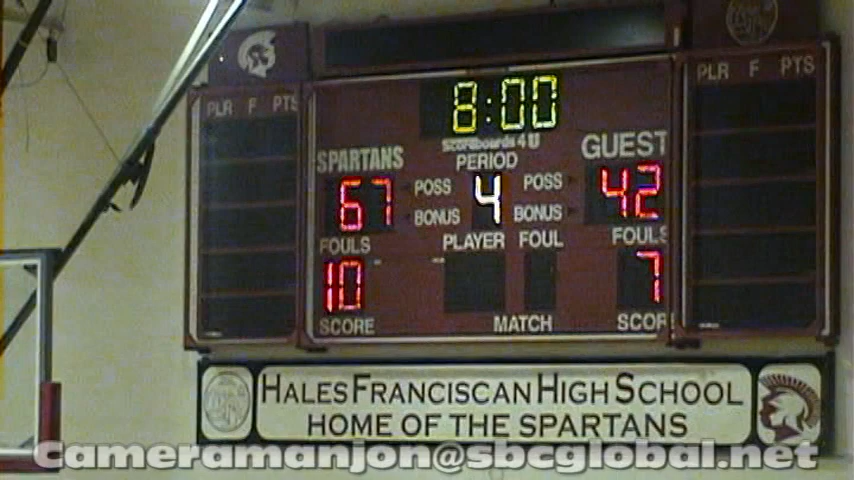 PLR F PTS
8:00
PLR F PTS
Scoreboards 4 U
SPARTANS PERIOD GUEST
67 POSS 4 POSS 42
BONUS BONUS
FOULS PLAYER FOUL FOULS
10 7
SCORE MATCH SCOR
HALES FRANCISCAN HIGH SCHOOL
HOME OF THE SPARTANS
Cameramanjon@sbcglobal.net